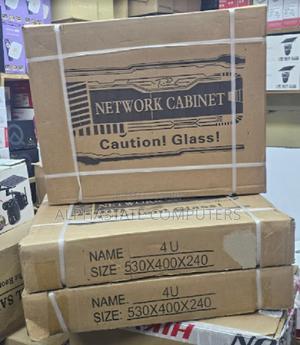 NETWORK CABINET
Caution! Glass!
ALPHASTATE COMPUTERS
NAME 4U
SIZE: 530X400X240
NAME 4U
SIZE: 530X400X240